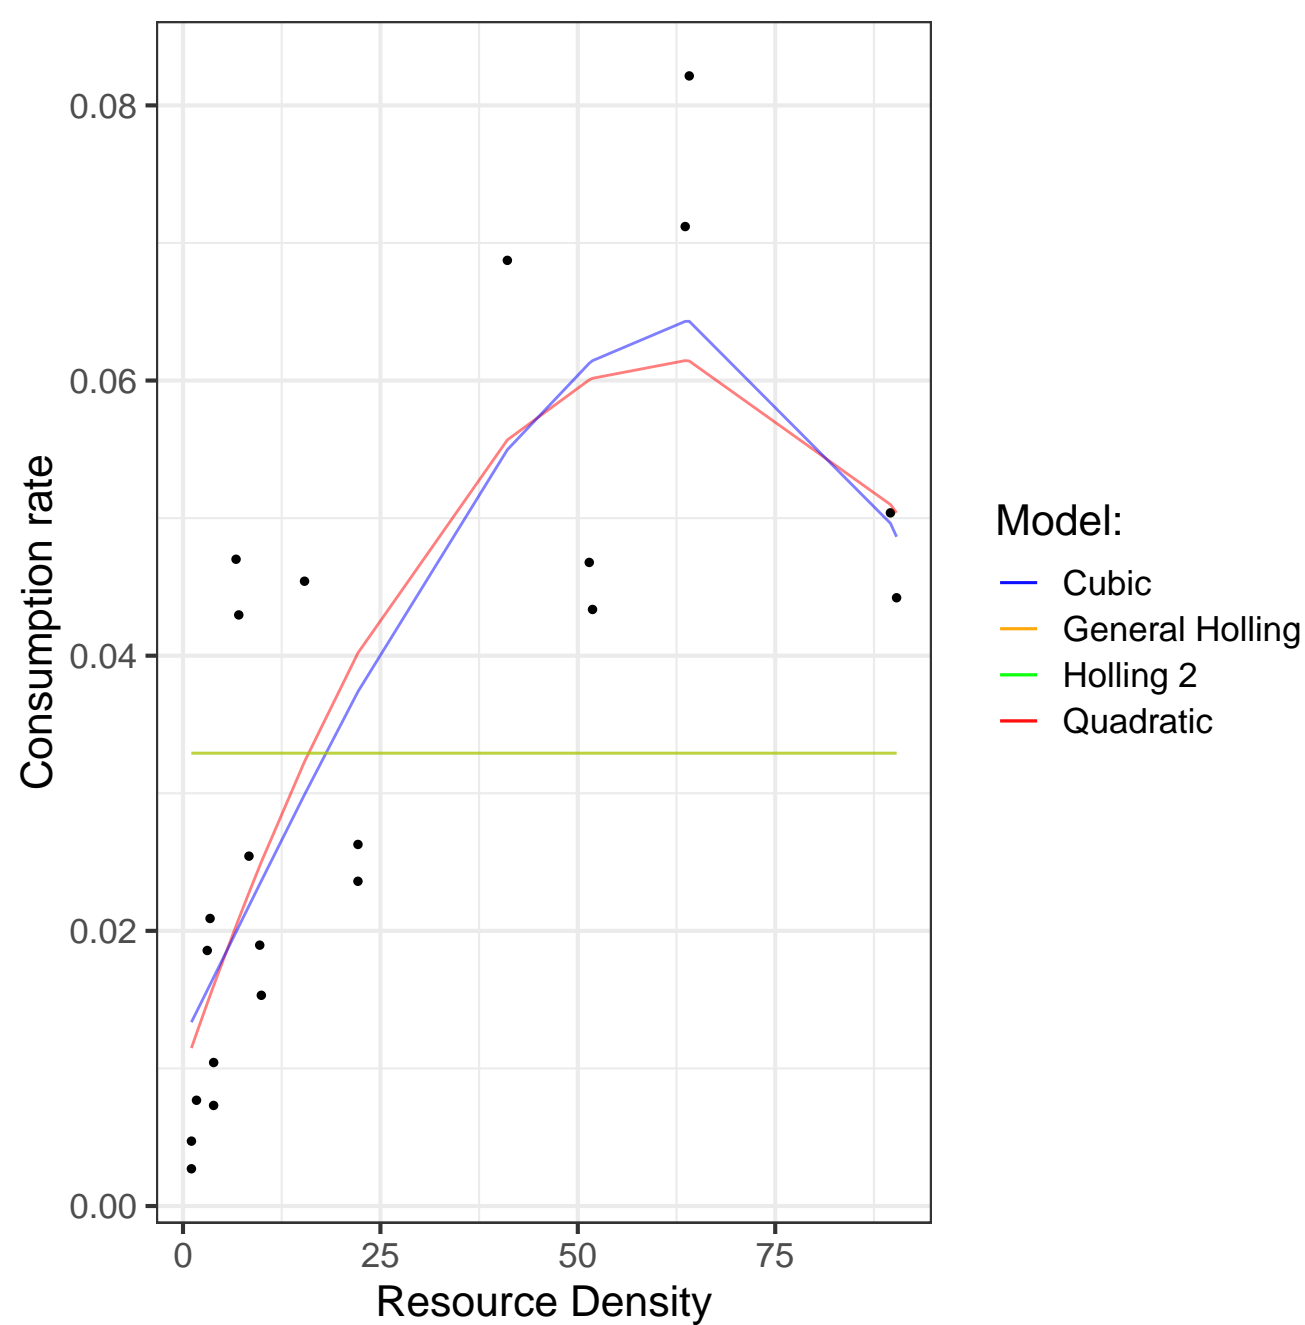 0.08
0.06
0.04
0.02
0.00
Consumption rate
0 25 50 75
Resource Density
Model:
Cubic
General Holling
Holling 2
Quadratic